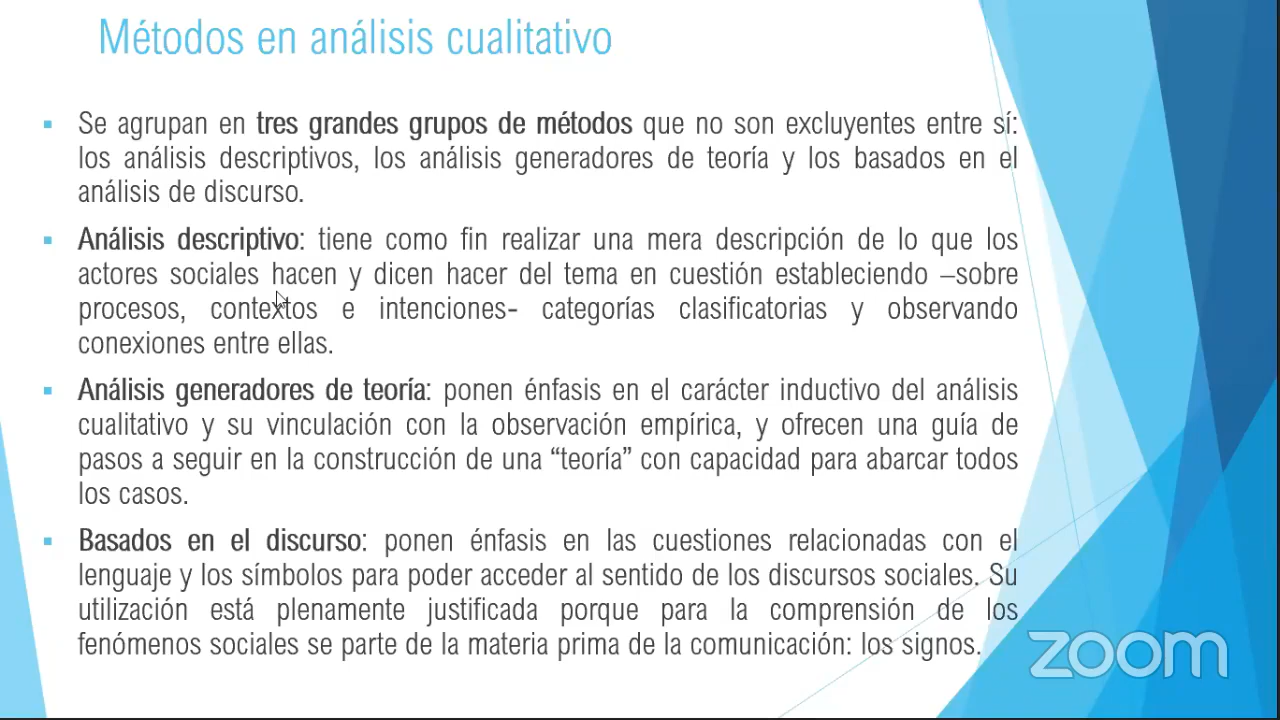 Métodos en análisis cualitativo
Se agrupan en tres grandes grupos de métodos que no son excluyentes entre sí:
los análisis descriptivos, los análisis generadores de teoría y los basados en el
análisis de discurso.
Análisis descriptivo: tiene como fin realizar una mera descripción de lo que los
actores sociales hacen y dicen hacer del tema en cuestión estableciendo –sobre
procesos, contextos e intenciones- categorías clasificatorias y observando
conexiones entre ellas.
Análisis generadores de teoría: ponen énfasis en el carácter inductivo del análisis
cualitativo y su vinculación con la observación empírica, y ofrecen una guía de
pasos a seguir en la construcción de una “teoría” con capacidad para abarcar todos
los casos.
Basados en el discurso: ponen énfasis en las cuestiones relacionadas con el
lenguaje y los símbolos para poder acceder al sentido de los discursos sociales. Su
utilización está plenamente justificada porque para la comprensión de los
fenómenos sociales se parte de la materia prima de la comunicación: los signos.
zoom